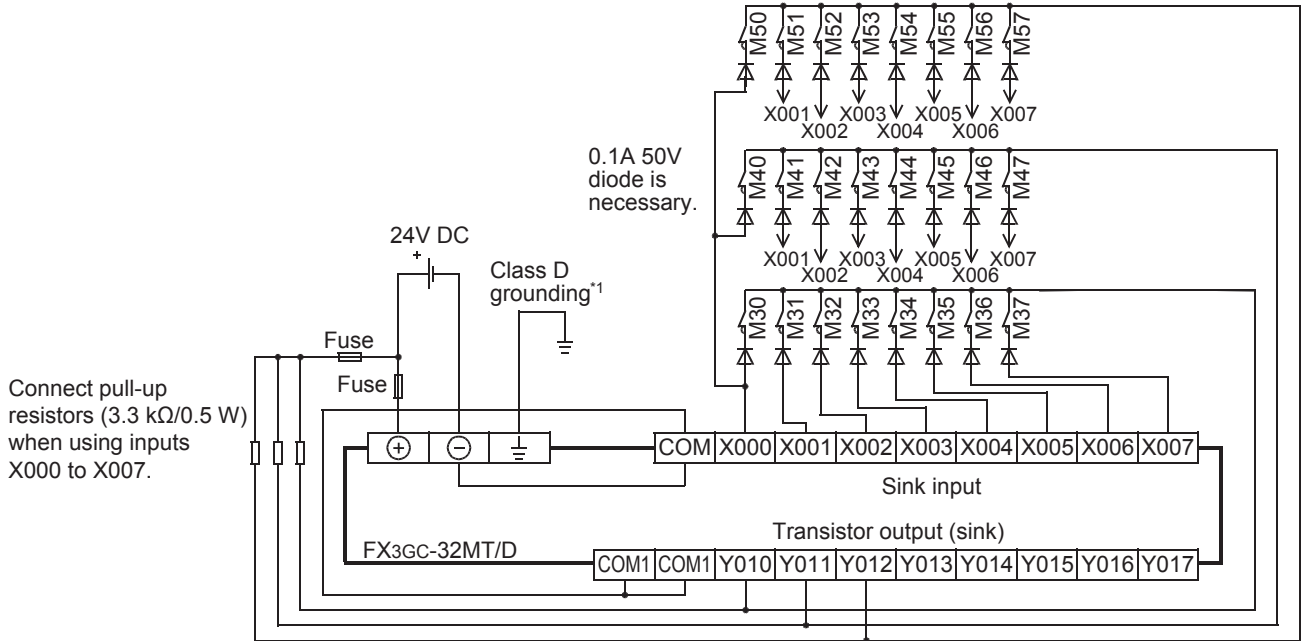 M50 M51 M52 M53 M54 M55 M56 M57
X001 X003 X005 X007
X002 X004 X006
0.1A 50V
diode is
necessary.
M40 M41 M42 M43 M44 M45 M46 M47
X001 X003 X005 X007
X002 X004 X006
24V DC
+
Class D
grounding*1
M30 M31 M32 M33 M34 M35 M36 M37
Fuse
Fuse
Connect pull-up
resistors (3.3 kΩ/0.5 W)
when using inputs
X000 to X007.
+ − COM X000 X001 X002 X003 X004 X005 X006 X007
Sink input
Transistor output (sink)
FX3GC-32MT/D
COM1 COM1 Y010 Y011 Y012 Y013 Y014 Y015 Y016 Y017